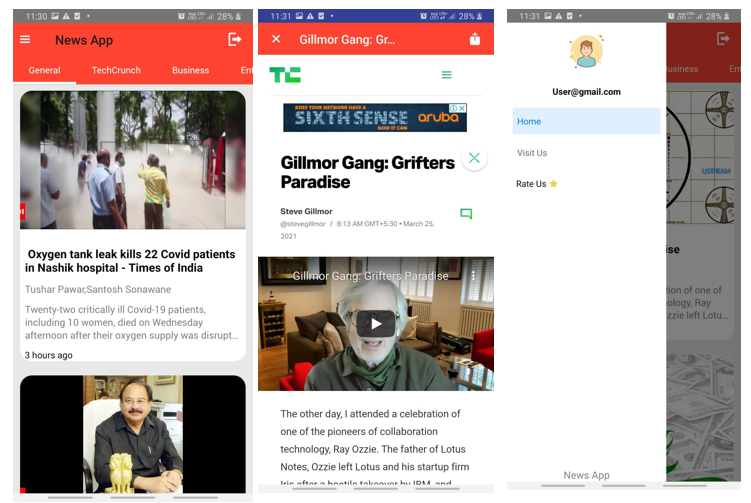 11:30
28%
News App
General TechCrunch Business Ent
Oxygen tank leak kills 22 Covid patients
in Nashik hospital - Times of India
Tushar Pawar,Santosh Sonawane
Twenty-two critically ill Covid-19 patients,
including 10 women, died on Wednesday
afternoon after their oxygen supply was disrupt...
3 hours ago
11:31
28%
Gillmor Gang: Gr...
TC
DOES YOUR NETWORK HAVE A
SIXTH SENSE
NOW IT CAN
aruba
Gillmor Gang: Grifters
Paradise
Steve Gillmor
@stevegillmor / 8:13 AM GMT+5:30 • March 25,
2021
Gillmor Gang: Grifters Paradise
The other day, I attended a celebration of
one of the pioneers of collaboration
technology, Ray Ozzie. The father of Lotus
Notes, Ozzie left Lotus and his startup firm
Iris after a hostile takeover by IBM, and
11:31
28%
User@gmail.com
Home
Visit Us
Rate Us
News App
usiness Ent
USTREAM
ise
tion of one of
nology, Ray
zzie left Lotu...